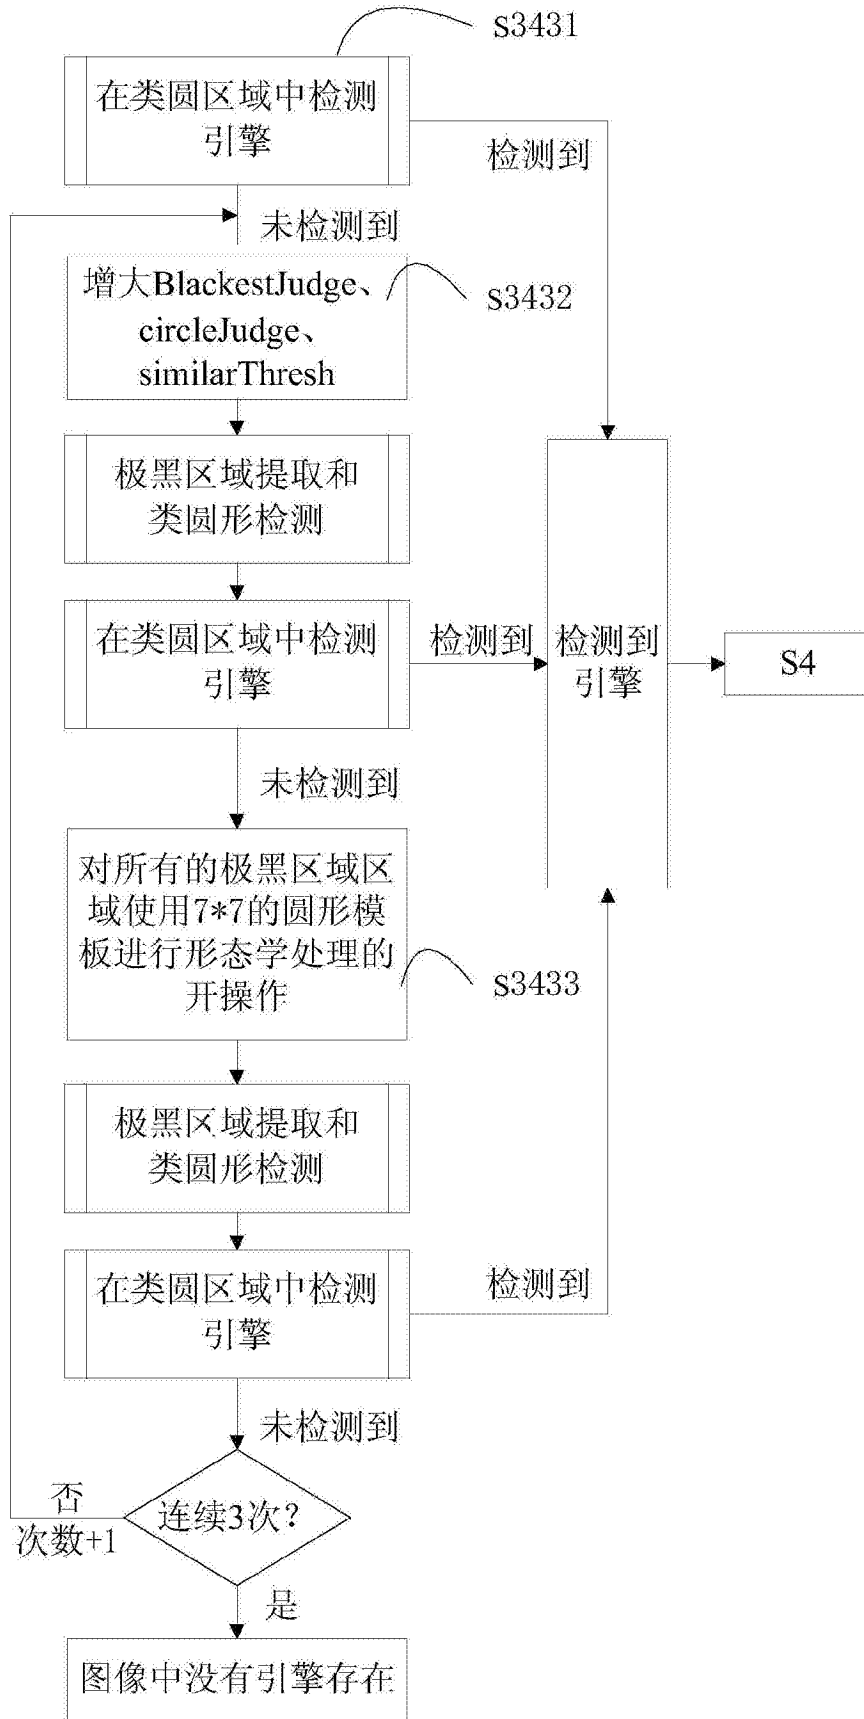 S3431
在类圆区域中检测
引擎
检测到
未检测到
增大BlackestJudge、
circleJudge、
similarThresh
S3432
极黑区域提取和
类圆形检测
在类圆区域中检测
引擎
检测到
检测到
引擎
S4
未检测到
对所有的极黑区域区
域使用7*7的圆形模
板进行形态学处理的
开操作
S3433
极黑区域提取和
类圆形检测
在类圆区域中检测
引擎
检测到
未检测到
连续3次?
否
次数+1
是
图像中没有引擎存在